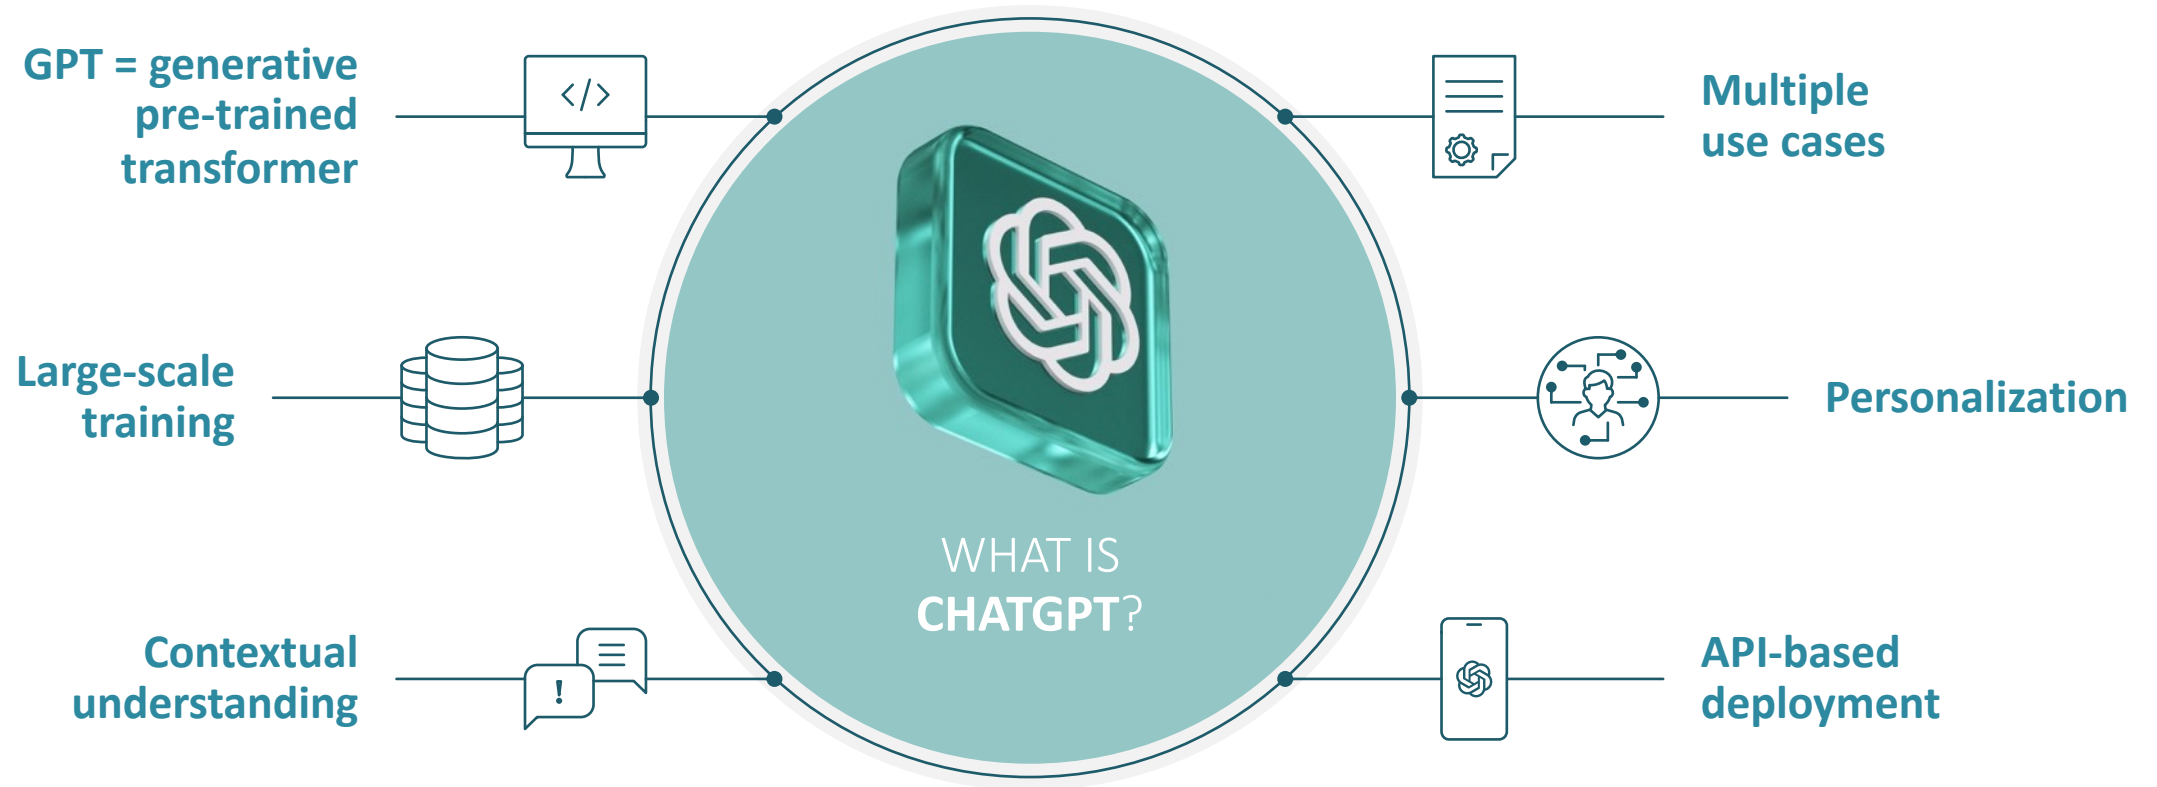 GPT = generative
pre-trained
transformer
Large-scale
training
Contextual
understanding
</>
!
WHAT IS
CHATGPT?
Multiple
use cases
Personalization
API-based
deployment